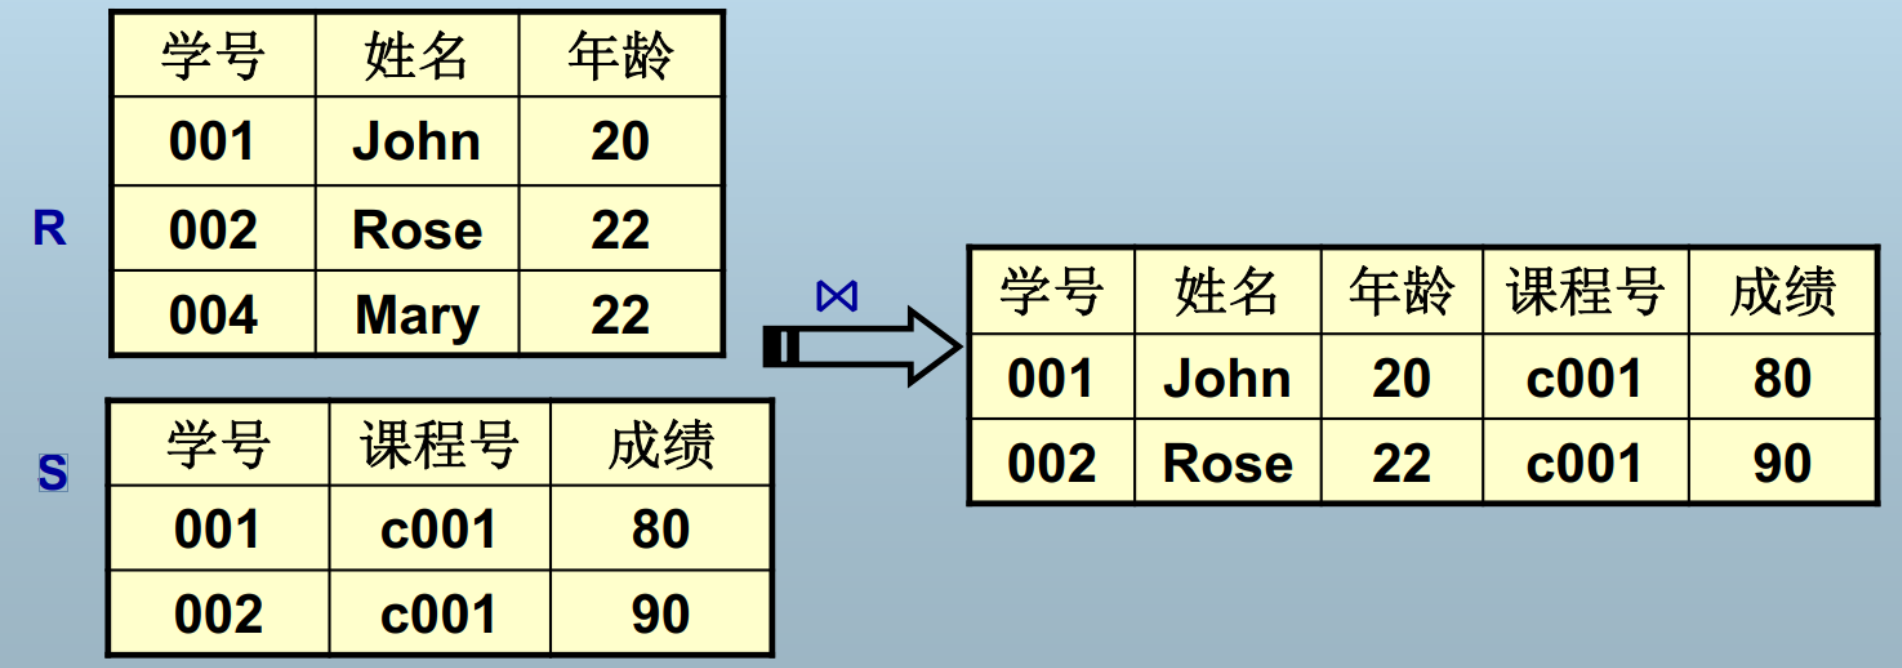 R
学号 姓名 年龄
001 John 20
002 Rose 22
004 Mary 22
S
学号 课程号 成绩
001 c001 80
002 c001 90
⋈
学号 姓名 年龄 课程号 成绩
001 John 20 c001 80
002 Rose 22 c001 90